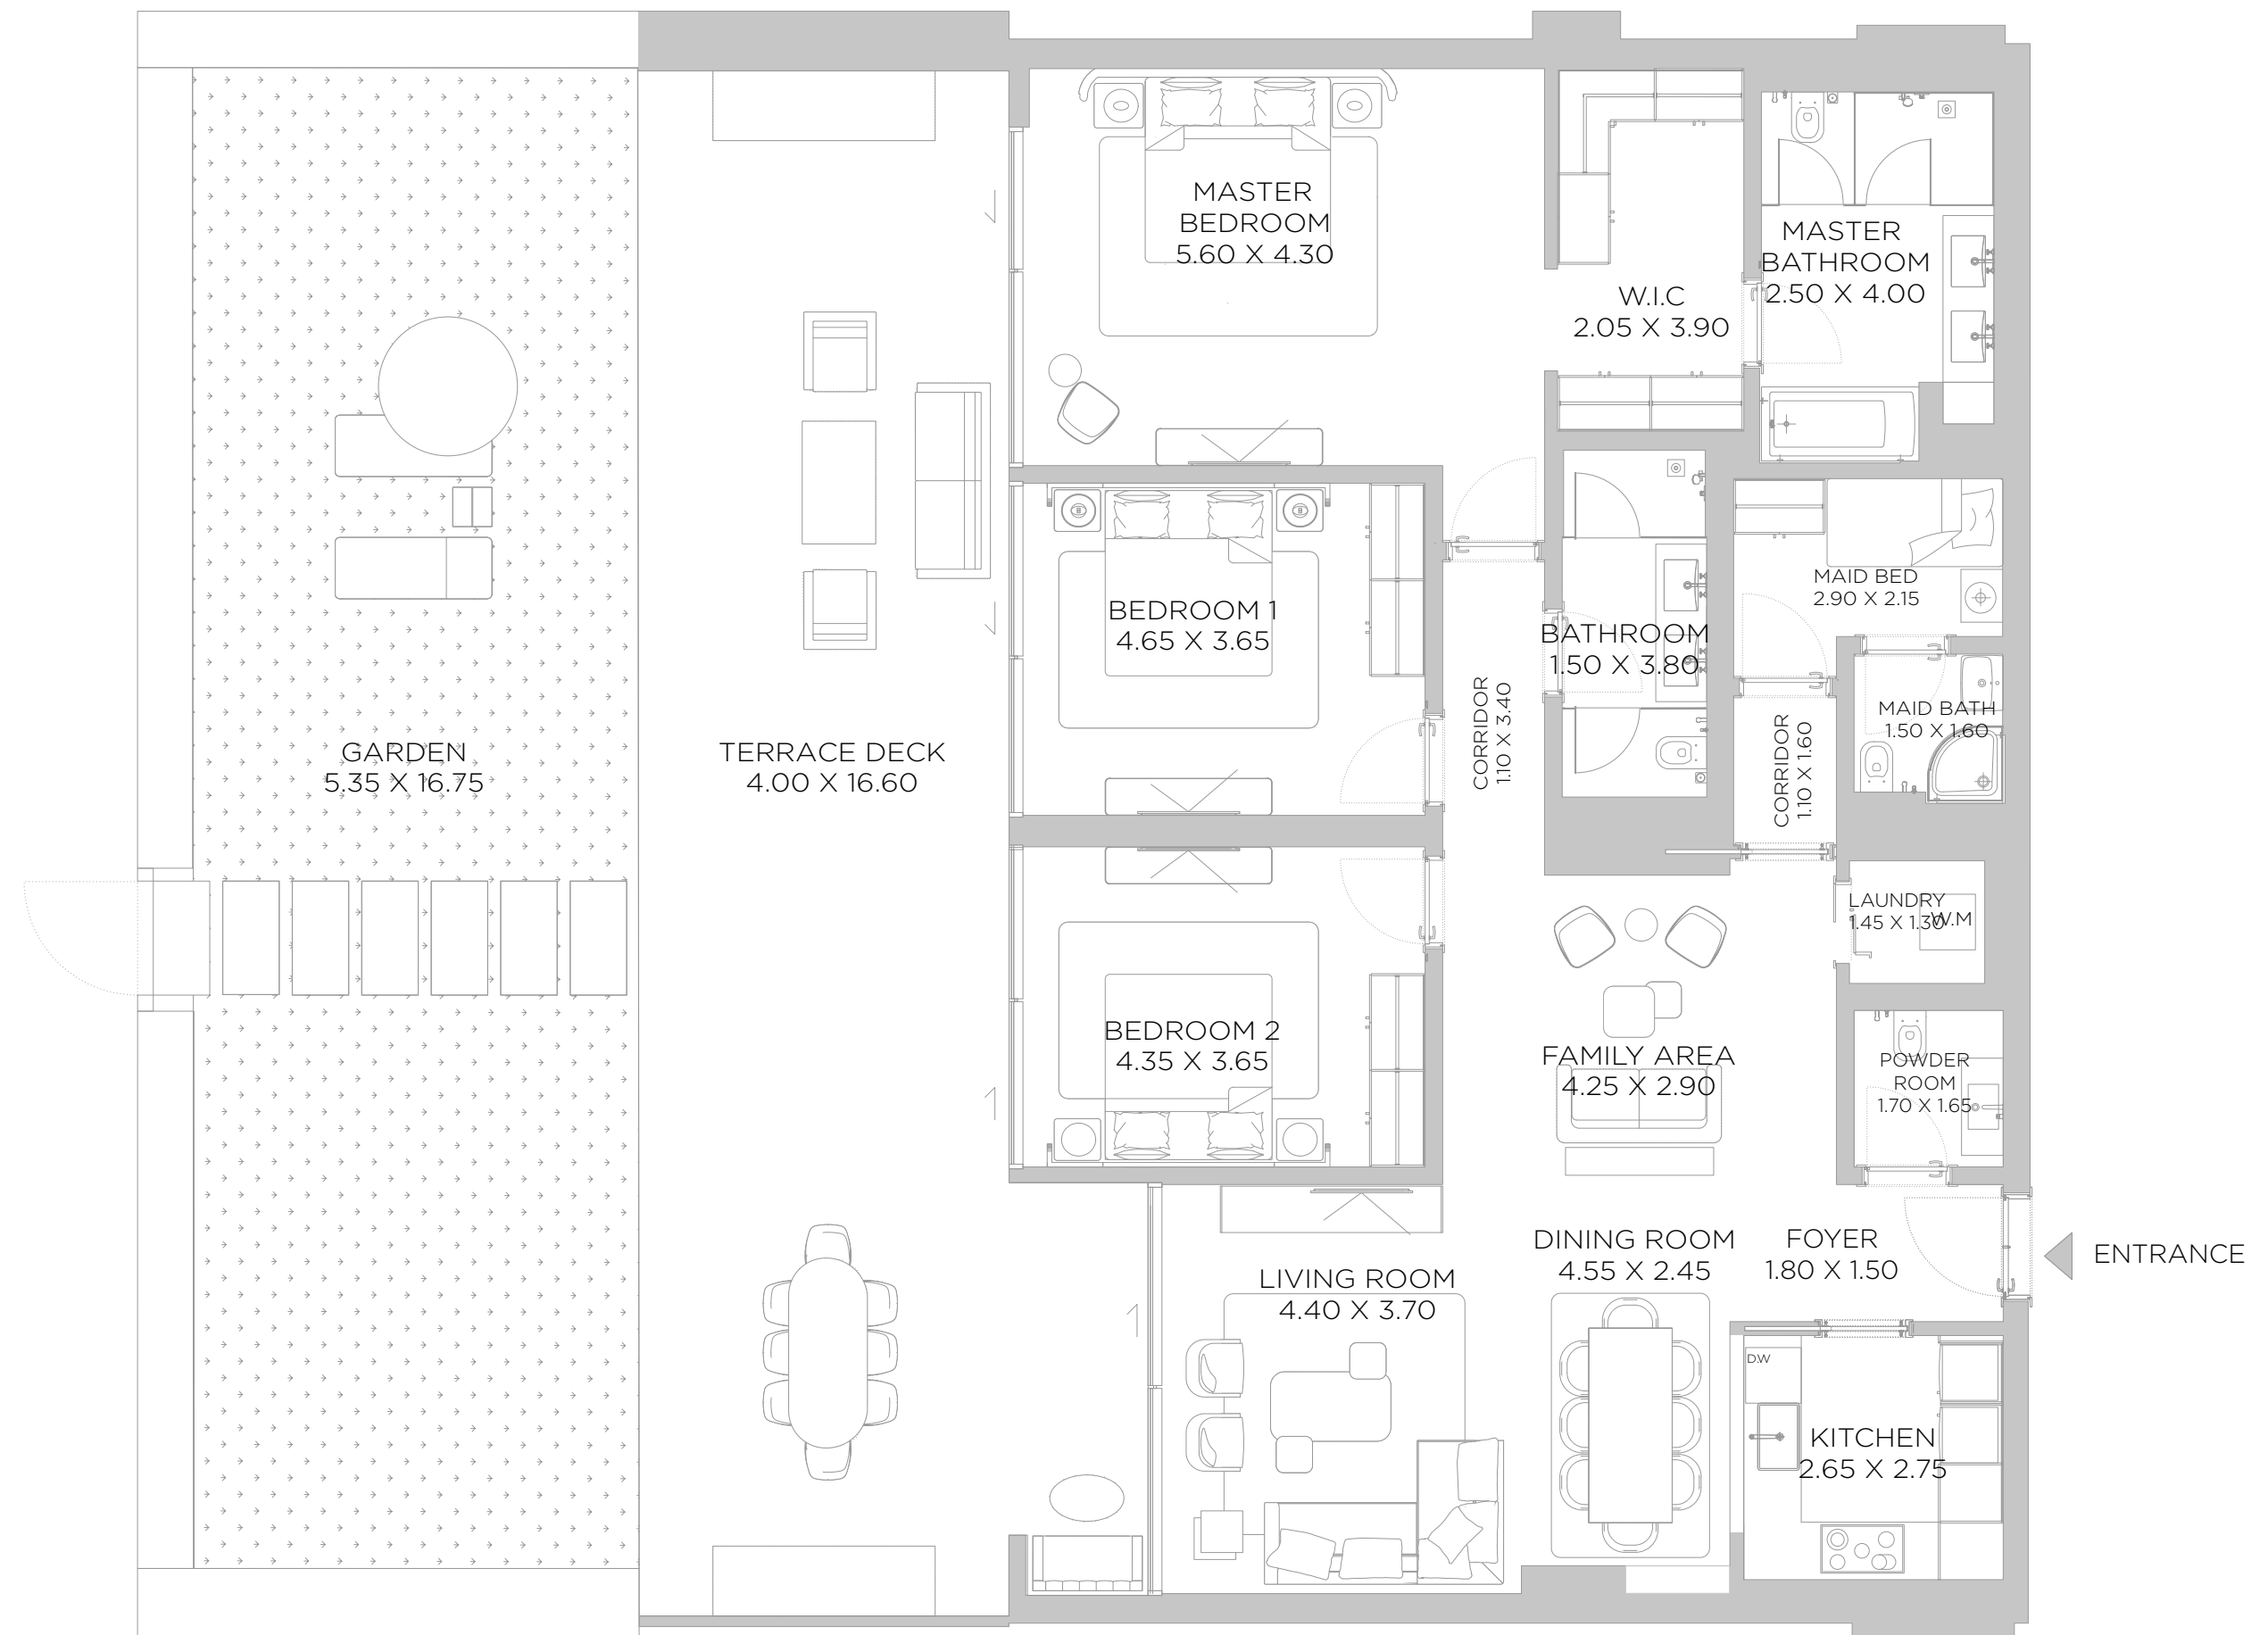 MASTER
BEDROOM
5.60 X 4.30
W.I.C
2.05 X 3.90
MASTER
BATHROOM
2.50 X 4.00
BEDROOM 1
4.65 X 3.65
CORRIDOR
1.10 X 3.40
BATHROOM
1.50 X 3.80
MAID BED
2.90 X 2.15
MAID BATH
1.50 X 1.60
CORRIDOR
1.10 X 1.60
GARDEN
5.35 X 16.75
TERRACE DECK
4.00 X 16.60
LAUNDRY
1.45 X 1.30
W.M
BEDROOM 2
4.35 X 3.65
FAMILY AREA
4.25 X 2.90
POWDER
ROOM
1.70 X 1.65
LIVING ROOM
4.40 X 3.70
DINING ROOM
4.55 X 2.45
FOYER
1.80 X 1.50
ENTRANCE
D.W
KITCHEN
2.65 X 2.75